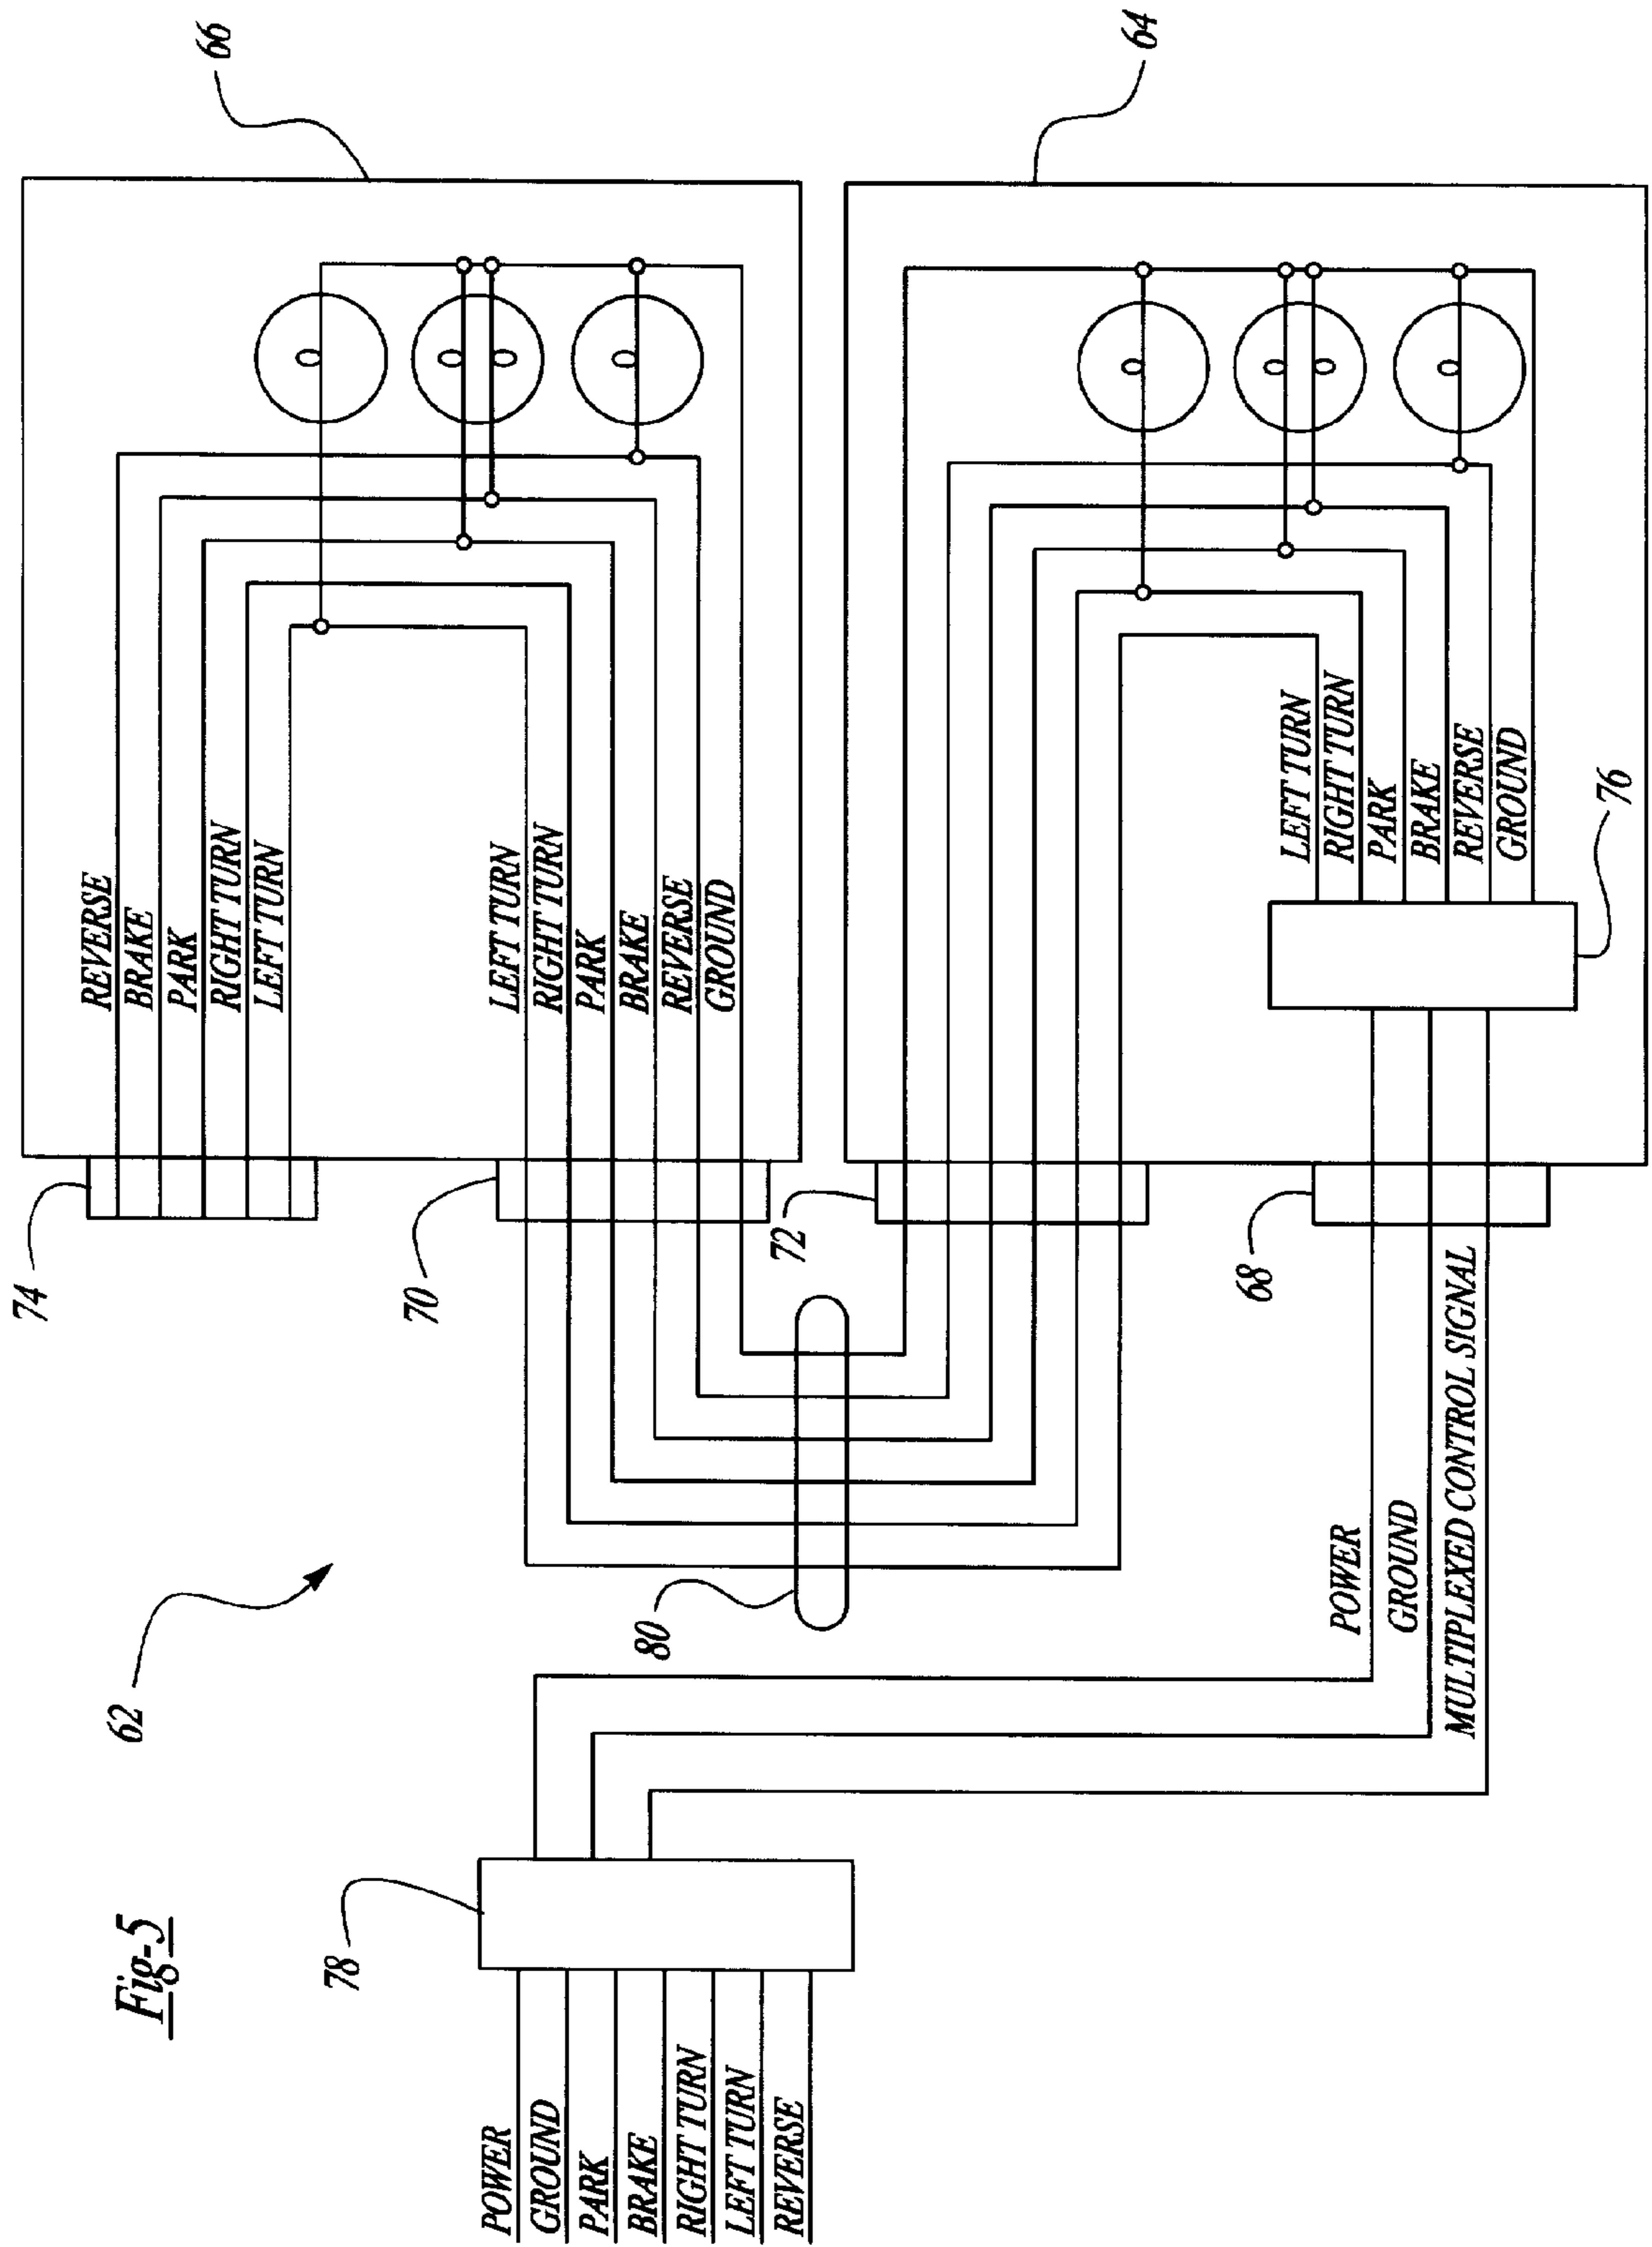 Fig-5
62
66
64
74
70
72
68
80
78
76
REVERSE
BRAKE
PARK
RIGHT TURN
LEFT TURN
LEFT TURN
RIGHT TURN
PARK
BRAKE
REVERSE
GROUND
LEFT TURN
RIGHT TURN
PARK
BRAKE
REVERSE
GROUND
POWER
GROUND
MULTIPLEXED CONTROL SIGNAL
POWER
GROUND
PARK
BRAKE
RIGHT TURN
LEFT TURN
REVERSE